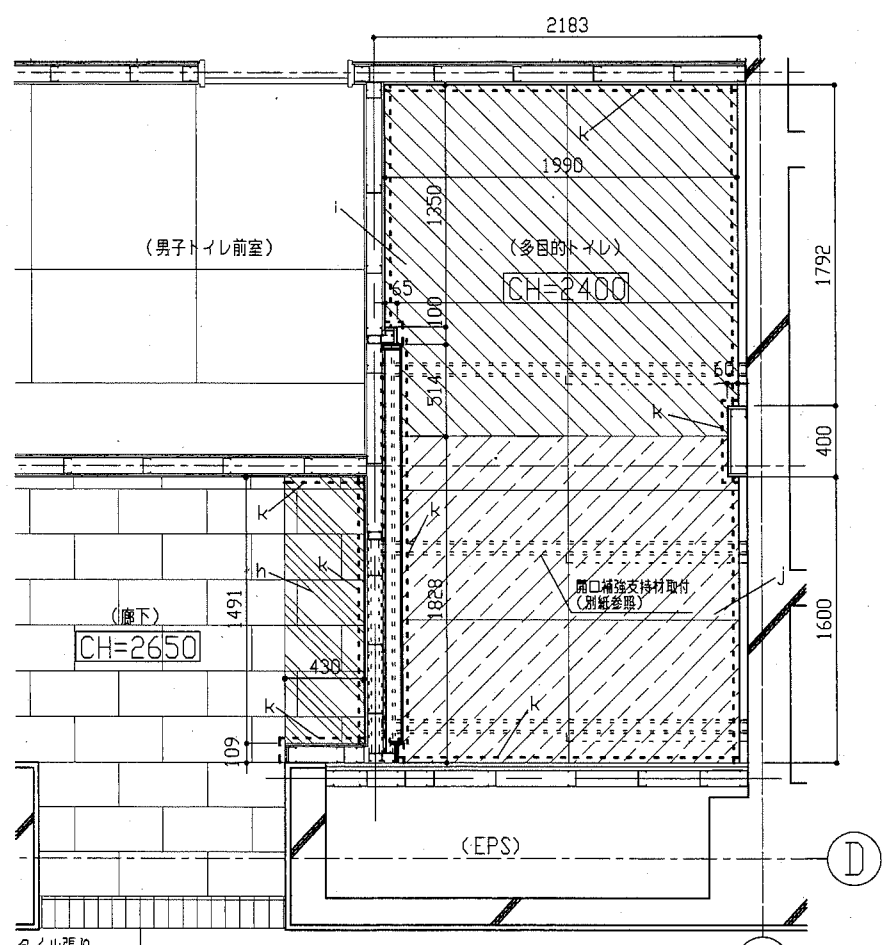 2183
k
1990
1350
i
(男子トイレ前室)
(多目的トイレ)
CH=2400
1792
65
100
60
514
k
400
k
k
h
k
j
開口補強支持材取付
(別紙参照)
1491
(廊下)
1828
CH=2650
1600
430
k
k
109
(EPS)
D